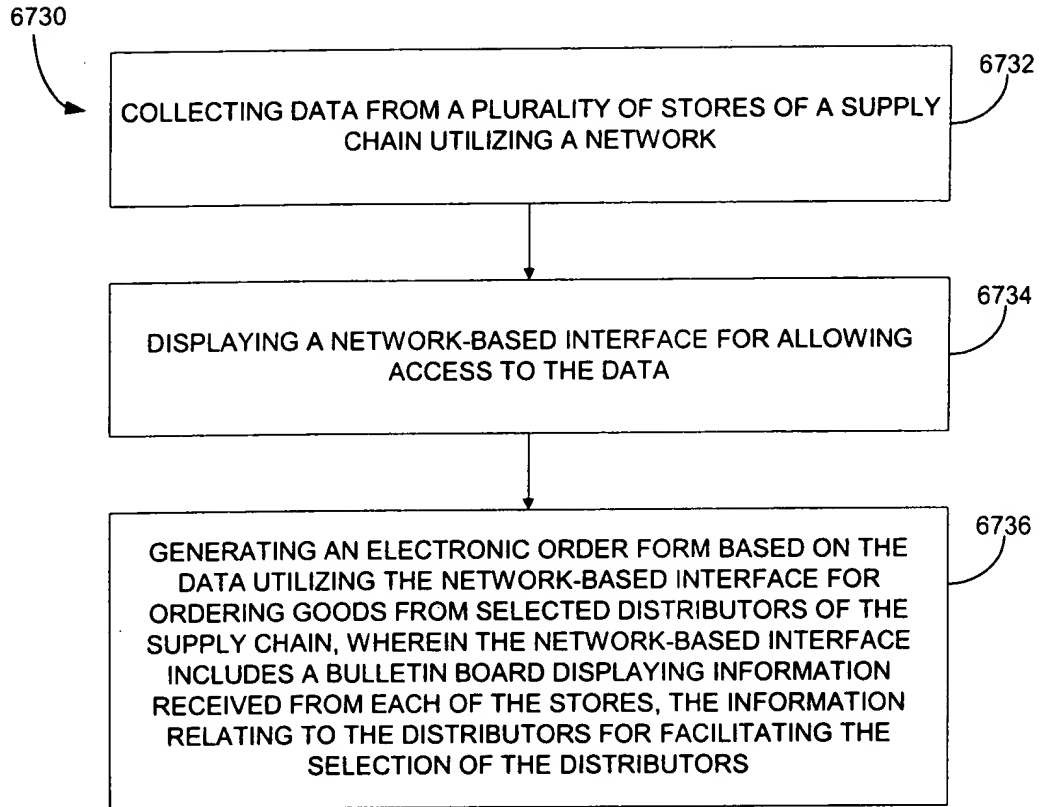 6730
6732
COLLECTING DATA FROM A PLURALITY OF STORES OF A SUPPLY
CHAIN UTILIZING A NETWORK
6734
DISPLAYING A NETWORK-BASED INTERFACE FOR ALLOWING
ACCESS TO THE DATA
6736
GENERATING AN ELECTRONIC ORDER FORM BASED ON THE
DATA UTILIZING THE NETWORK-BASED INTERFACE FOR
ORDERING GOODS FROM SELECTED DISTRIBUTORS OF THE
SUPPLY CHAIN, WHEREIN THE NETWORK-BASED INTERFACE
INCLUDES A BULLETIN BOARD DISPLAYING INFORMATION
RECEIVED FROM EACH OF THE STORES, THE INFORMATION
RELATING TO THE DISTRIBUTORS FOR FACILITATING THE
SELECTION OF THE DISTRIBUTORS